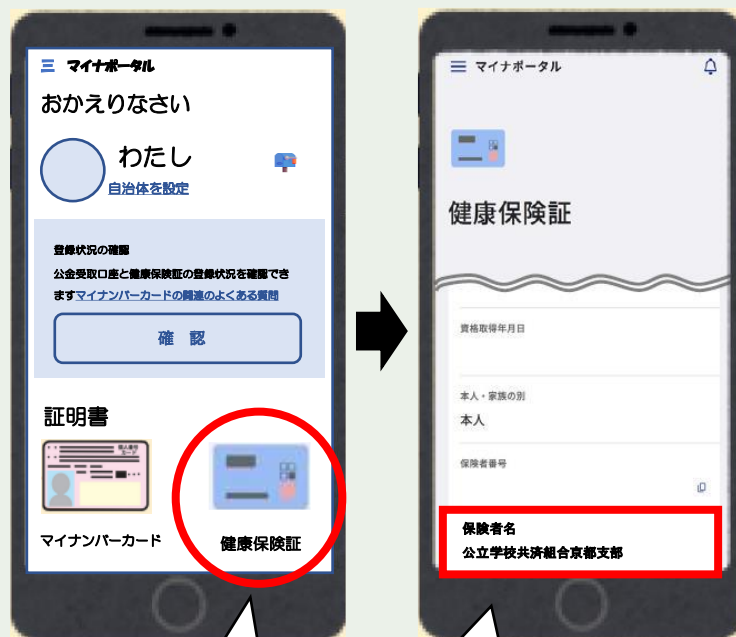 マイナポータル
おかえりなさい
わたし
自治体を設定
登録状況の確認
公金受取口座と健康保険証の登録状況を確認でき
ますマイナンバーカードの関連のよくある質問
確 認
証明書
個人番号
カード
マイナンバーカード
健康保険証
マイナポータル
健康保険証
資格取得年月日
本人・家族の別
本人
保険者番号
保険者名
公立学校共済組合京都支部